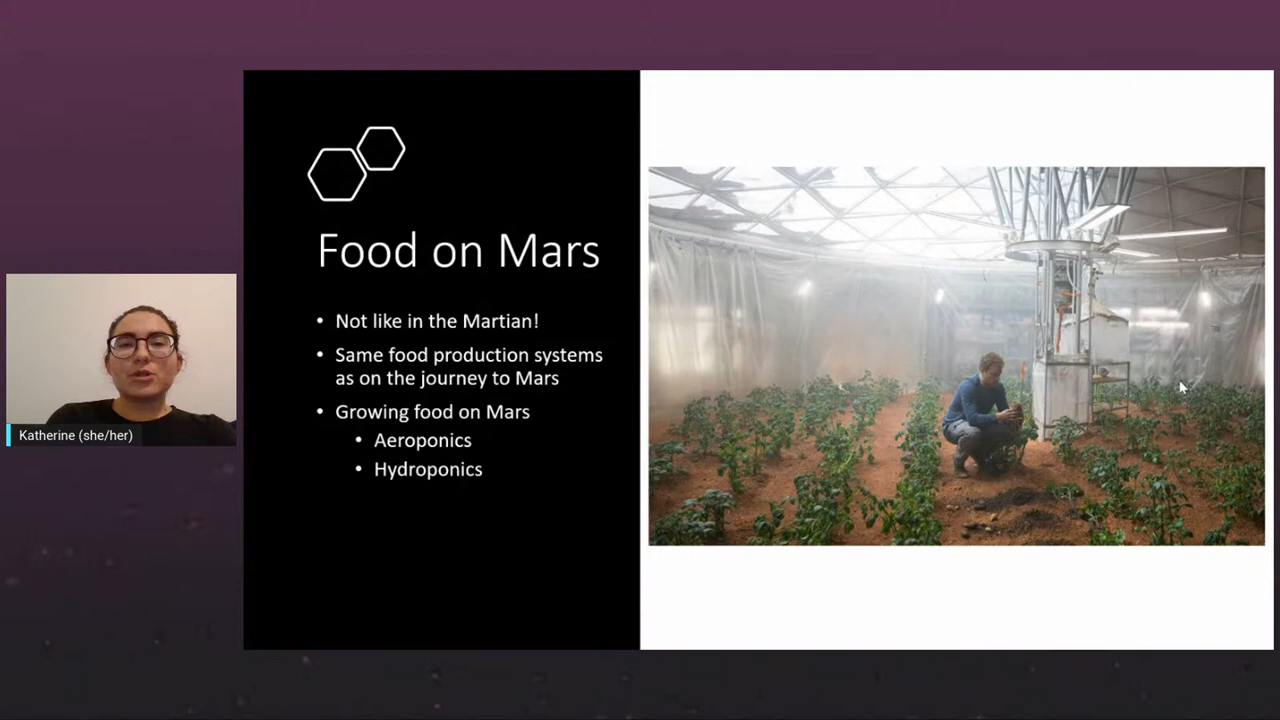 Food on Mars
• Not like in the Martian!
• Same food production systems
as on the journey to Mars
• Growing food on Mars
• Aeroponics
• Hydroponics
Katherine (she/her)